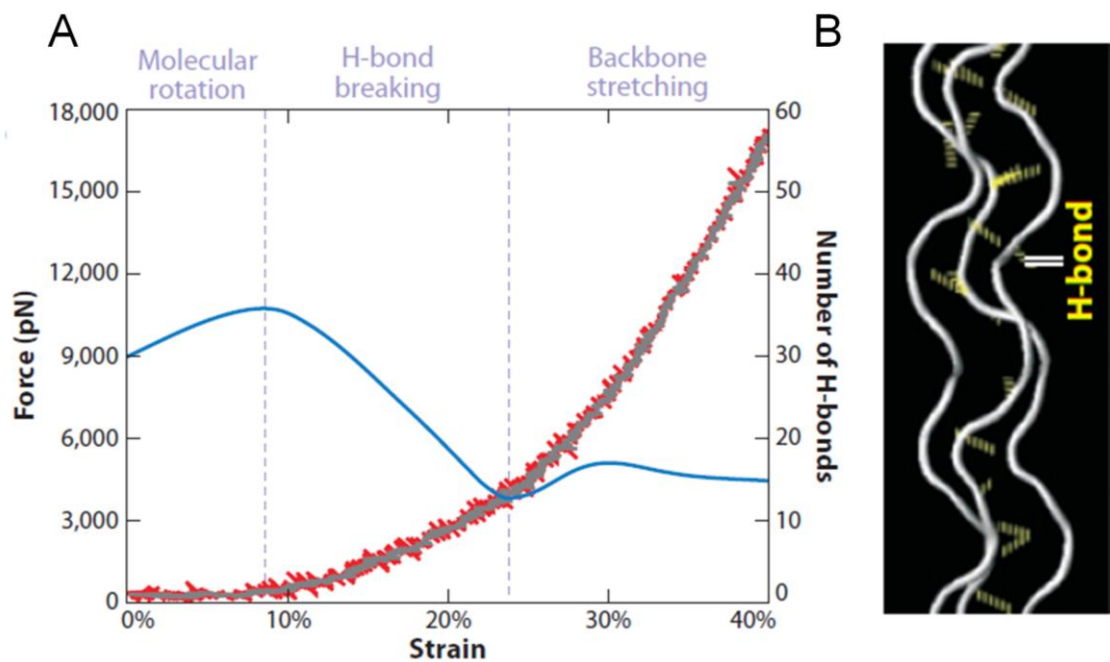 A
B
Molecular
rotation
H-bond
breaking
Backbone
stretching
18,000
15,000
12,000
9,000
6,000
3,000
0
Force (pN)
60
50
40
30
20
10
0
Number of H-bonds
0%
10%
20%
30%
40%
Strain
H-bond